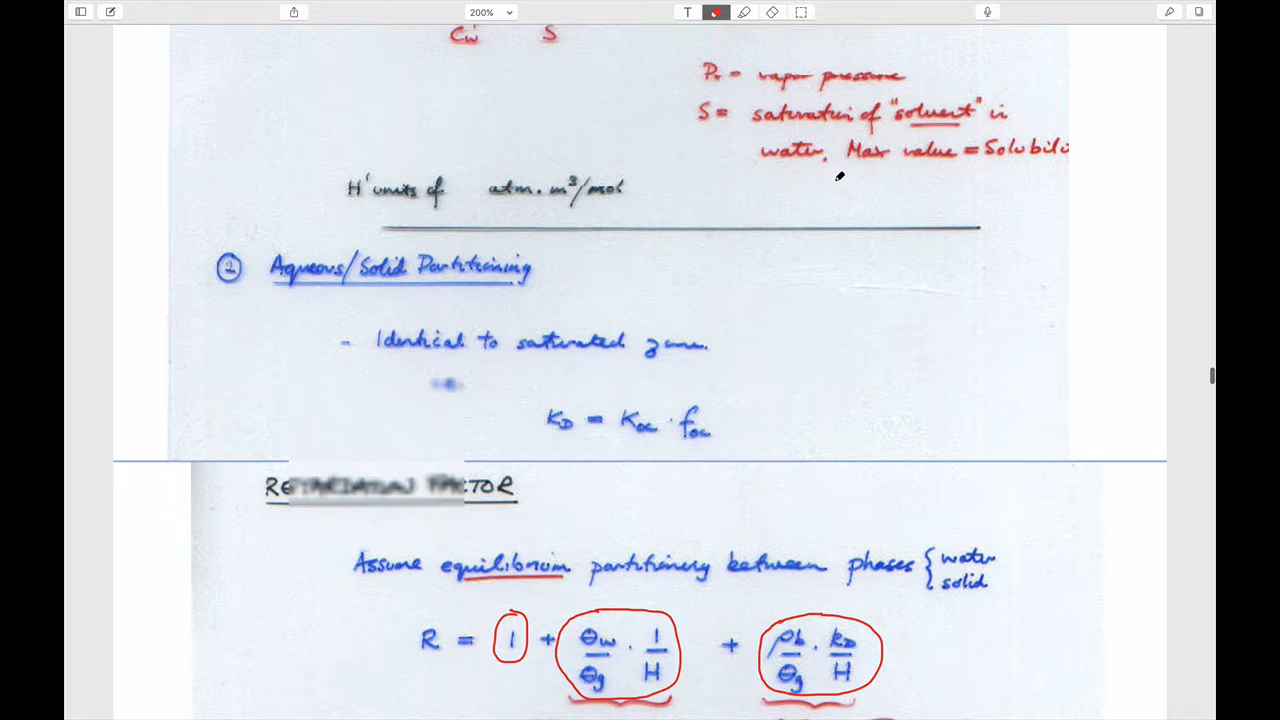 200%
T
Cw S
Pv = vapor pressure
S = saturation of "solvent" in
water. Max value = Solubili
H' units of atm.m³/mol
② Aqueous/Solid Partitioning
- Identical to saturated zone.
KD = Koc · foc
FACTOR
Assume equilibrium partitioning between phases { water
solid
R = 1 + θw/θg · 1/H + ρb/θg · kD/H